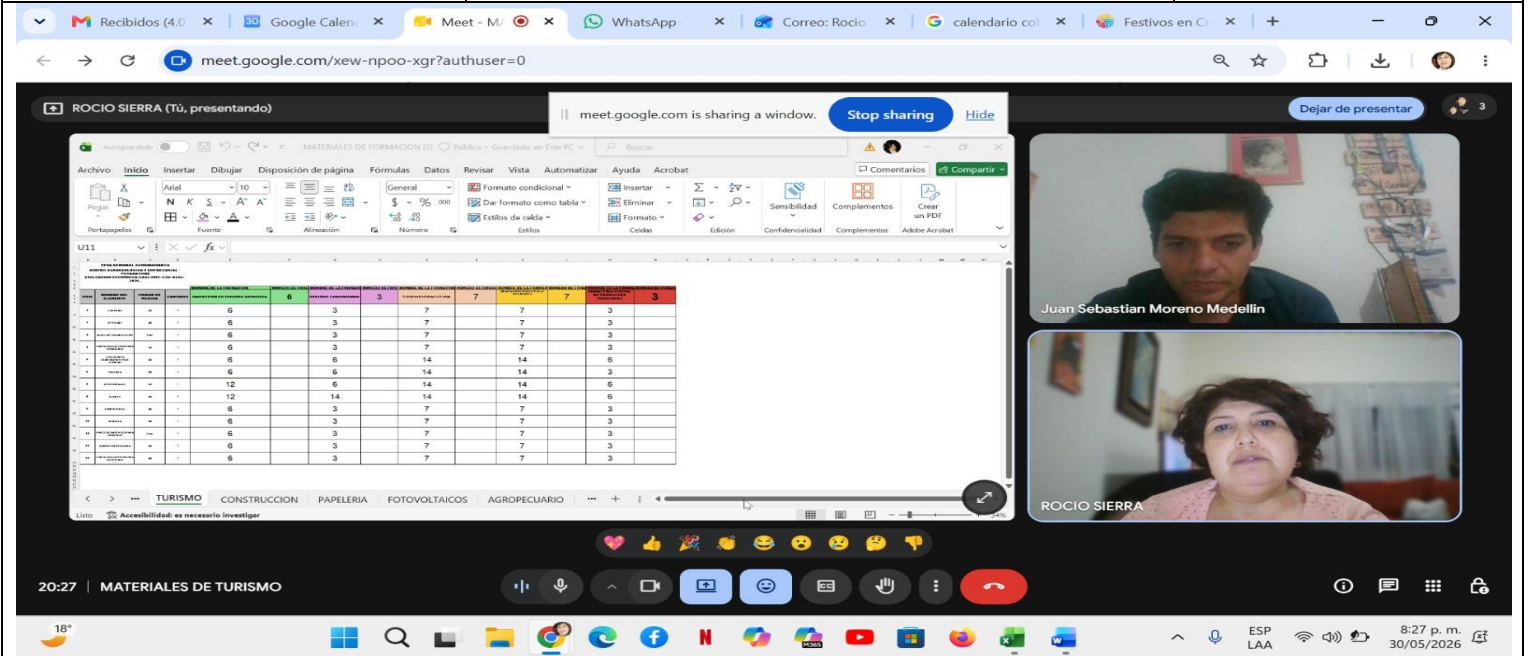 Recibidos (4.0
30 Google Calen
Meet - M
WhatsApp
Correo: Rocio
calendario col
Festivos en Co
meet.google.com/xew-npoo-xgr?authuser=0
ROCIO SIERRA (Tú, presentando)
meet.google.com is sharing a window.
Stop sharing
Hide
Dejar de presentar
3
Autoguardado
MATERIALES DE FORMACION (2)
Pública • Guardado en Este PC
Buscar
Archivo Inicio Insertar Dibujar Disposición de página Fórmulas Datos Revisar Vista Automatizar Ayuda Acrobat
Comentarios
Compartir
Pegar
Portapapeles
Arial 10
N K S A A
Fuente
Alineación
General
$ % 000
Número
Formato condicional
Dar formato como tabla
Estilos de celda
Estilos
Insertar
Eliminar
Formato
Celdas
Edición
Sensibilidad
Confidencialidad
Complementos
Complementos
Crear un PDF
Adobe Acrobat
U11
fx
6 3 7 7 3
6 3 7 7 3
6 3 7 7 3
6 3 7 7 3
6 3 7 7 3
6 6 14 14 6
6 6 14 14 3
12 6 14 14 6
12 14 14 14 6
6 3 7 7 3
6 3 7 7 3
6 3 7 7 3
6 3 7 7 3
6 3 7 7 3
TURISMO CONSTRUCCION PAPELERIA FOTOVOLTAICOS AGROPECUARIO
Listo
Accesibilidad: es necesario investigar
34%
Juan Sebastian Moreno Medellin
ROCIO SIERRA
20:27 | MATERIALES DE TURISMO
18°
ESP
LAA
8:27 p. m.
30/05/2026